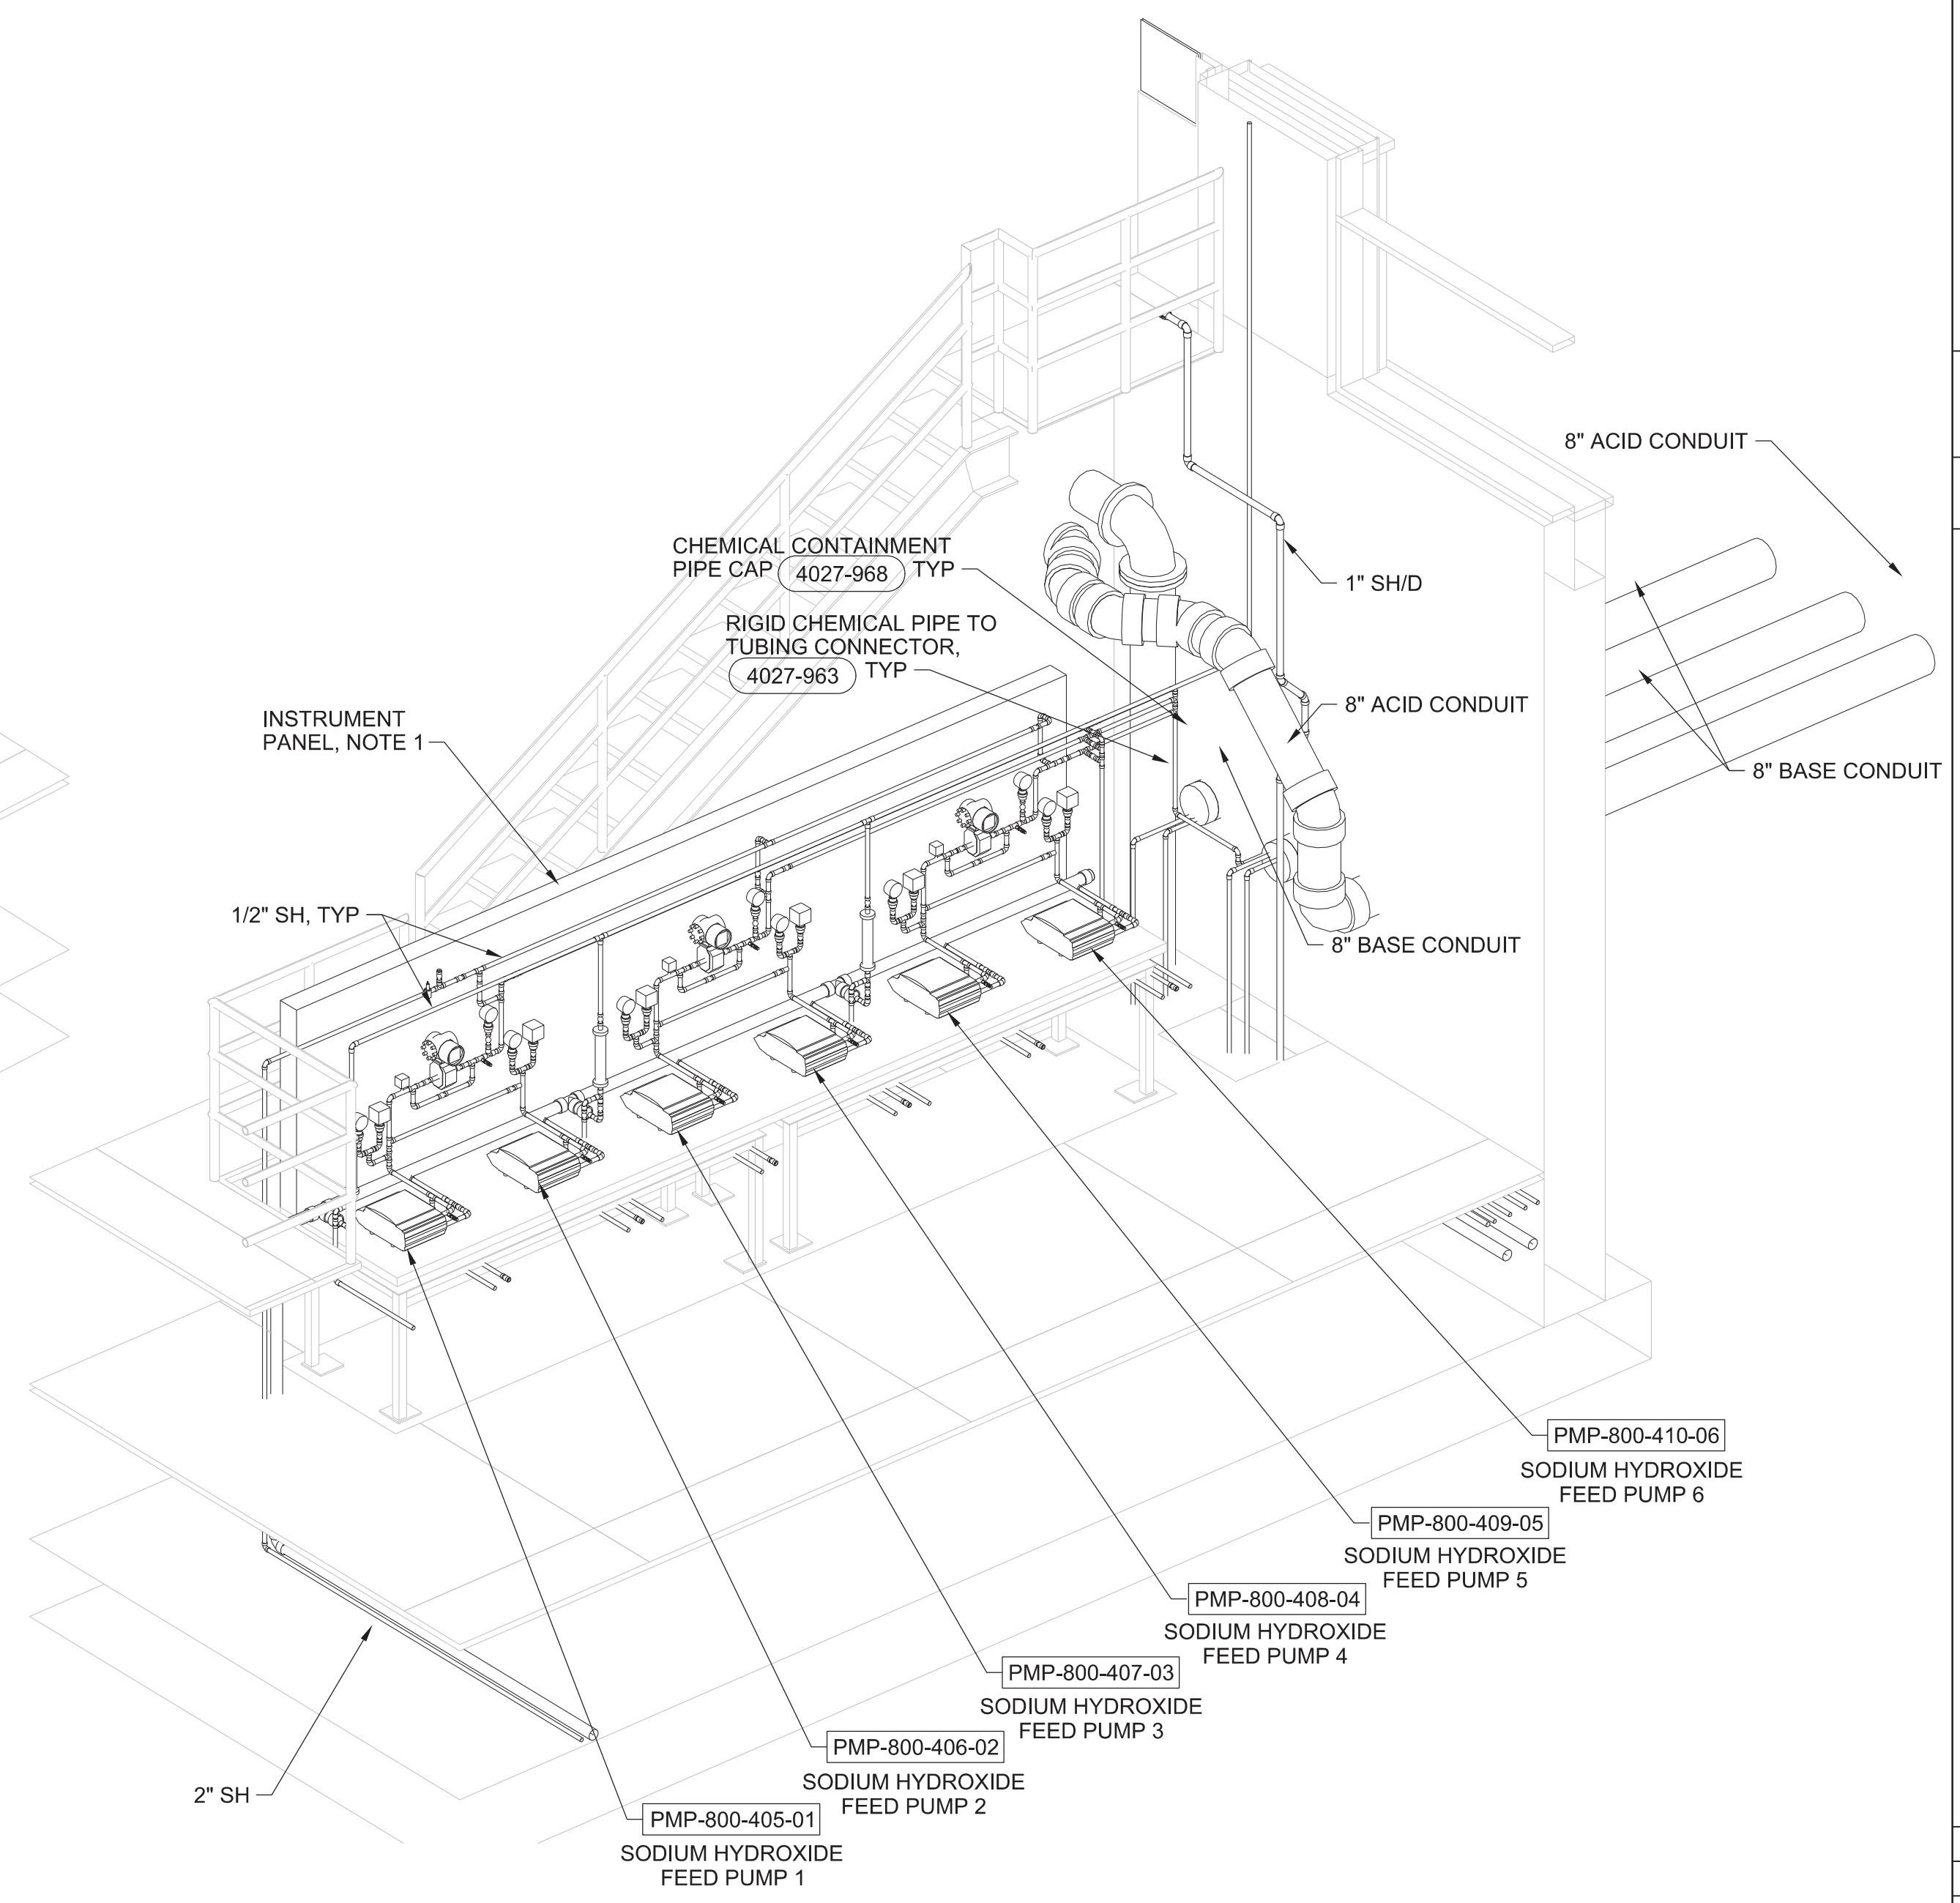 8" ACID CONDUIT
CHEMICAL CONTAINMENT
PIPE CAP 4027-968 TYP
1" SH/D
RIGID CHEMICAL PIPE TO
TUBING CONNECTOR,
4027-963 TYP
8" ACID CONDUIT
INSTRUMENT
PANEL, NOTE 1
8" BASE CONDUIT
1/2" SH, TYP
8" BASE CONDUIT
PMP-800-410-06
SODIUM HYDROXIDE
FEED PUMP 6
PMP-800-409-05
SODIUM HYDROXIDE
FEED PUMP 5
PMP-800-408-04
SODIUM HYDROXIDE
FEED PUMP 4
PMP-800-407-03
SODIUM HYDROXIDE
FEED PUMP 3
PMP-800-406-02
SODIUM HYDROXIDE
FEED PUMP 2
2" SH
PMP-800-405-01
SODIUM HYDROXIDE
FEED PUMP 1